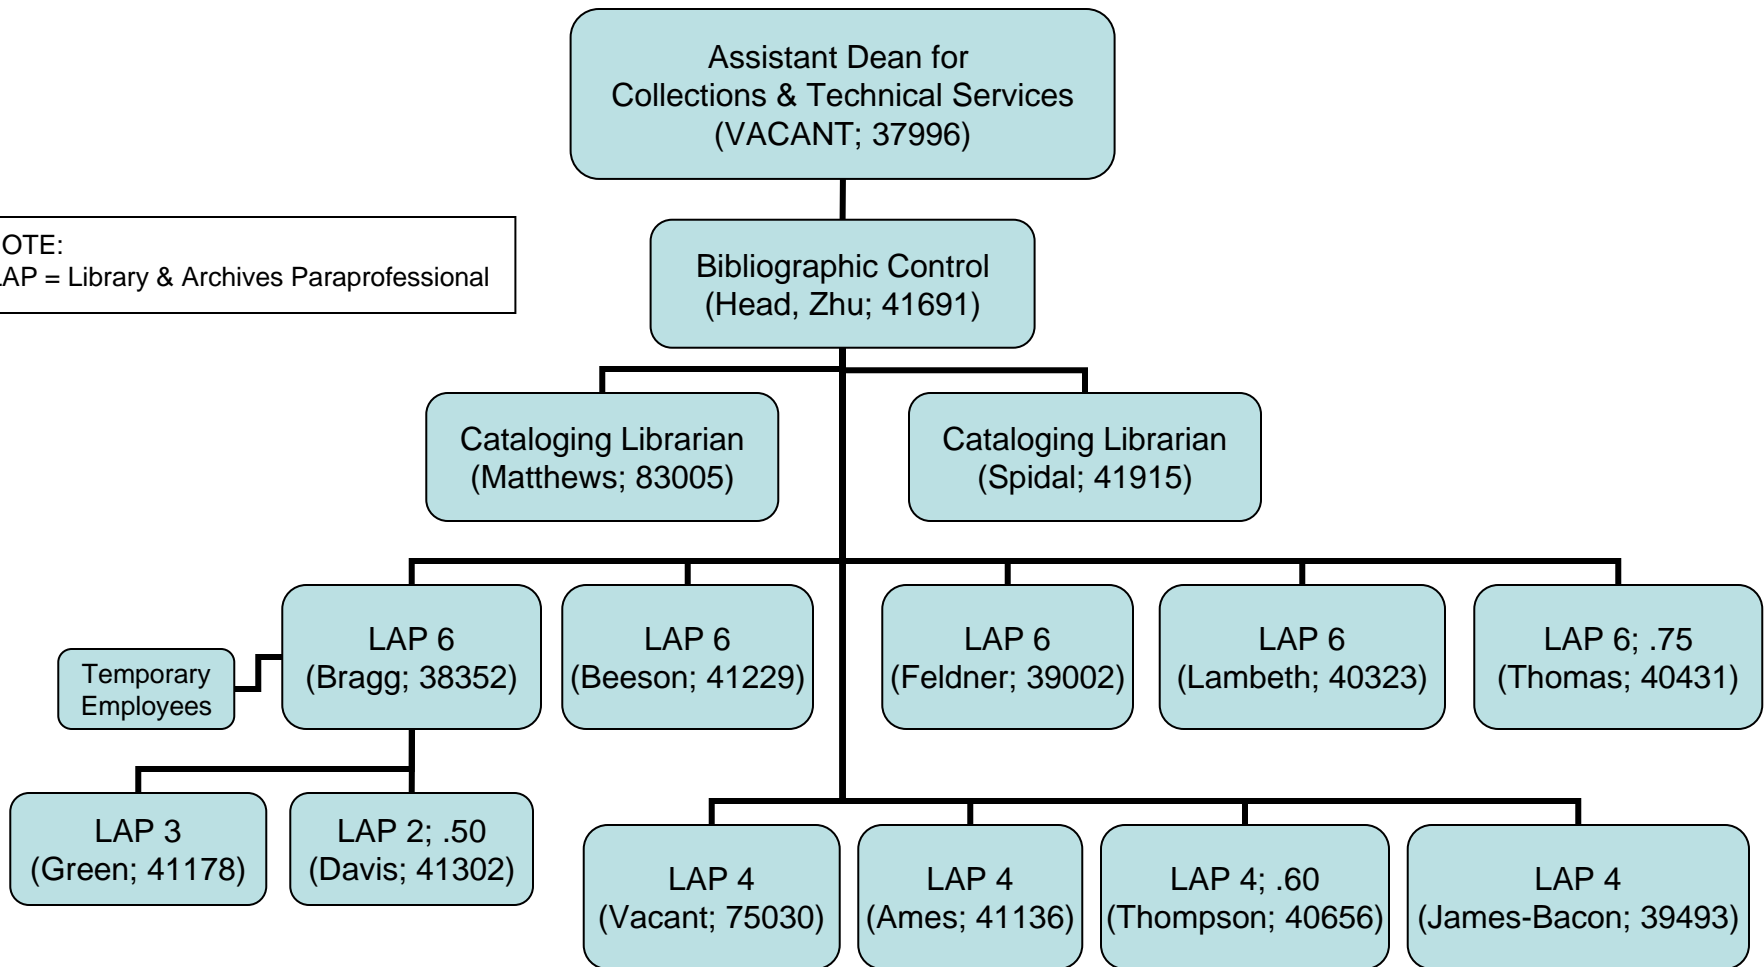 Assistant Dean for
Collections & Technical Services
(VACANT; 37996)
OTE:
AP = Library & Archives Paraprofessional
Bibliographic Control
(Head, Zhu; 41691)
Cataloging Librarian
(Matthews; 83005)
Cataloging Librarian
(Spidal; 41915)
LAP 6
(Bragg; 38352)
LAP 6
(Beeson; 41229)
LAP 6
(Feldner; 39002)
LAP 6
(Lambeth; 40323)
LAP 6; .75
(Thomas; 40431)
Temporary
Employees
LAP 3
(Green; 41178)
LAP 2; .50
(Davis; 41302)
LAP 4
(Vacant; 75030)
LAP 4
(Ames; 41136)
LAP 4; .60
(Thompson; 40656)
LAP 4
(James-Bacon; 39493)